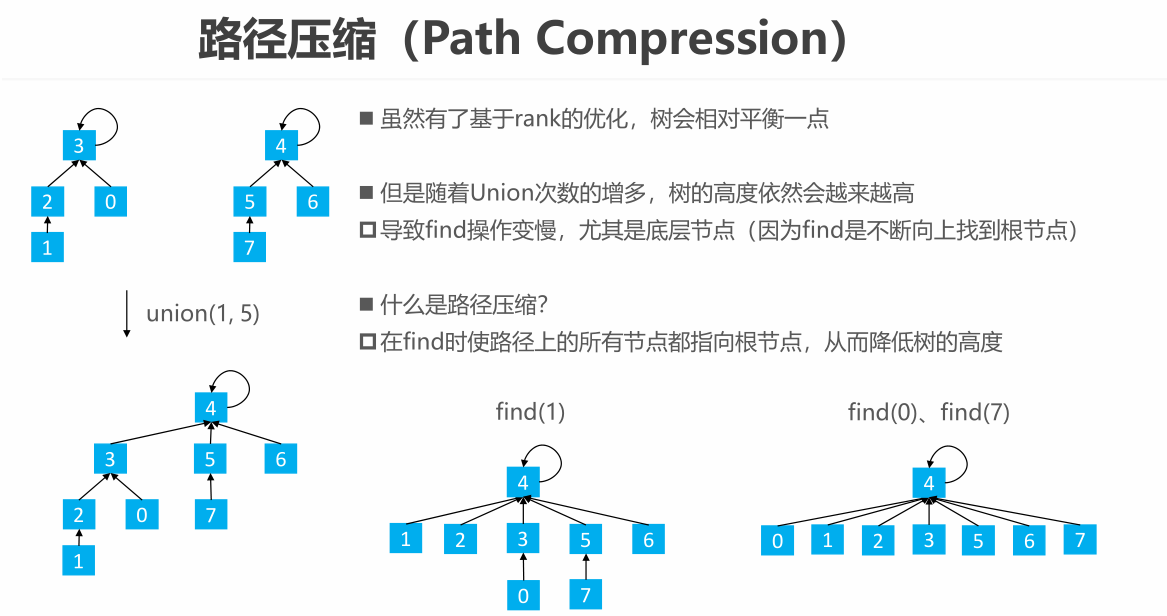 路径压缩（Path Compression）
3
2 0
1
4
5 6
7
虽然有了基于rank的优化，树会相对平衡一点
但是随着Union次数的增多，树的高度依然会越来越高
导致find操作变慢，尤其是底层节点（因为find是不断向上找到根节点）
什么是路径压缩？
在find时使路径上的所有节点都指向根节点，从而降低树的高度
union(1, 5)
4
3 5 6
2 0 7
1
find(1)
4
1 2 3 5 6
0 7
find(0)、find(7)
4
0 1 2 3 5 6 7